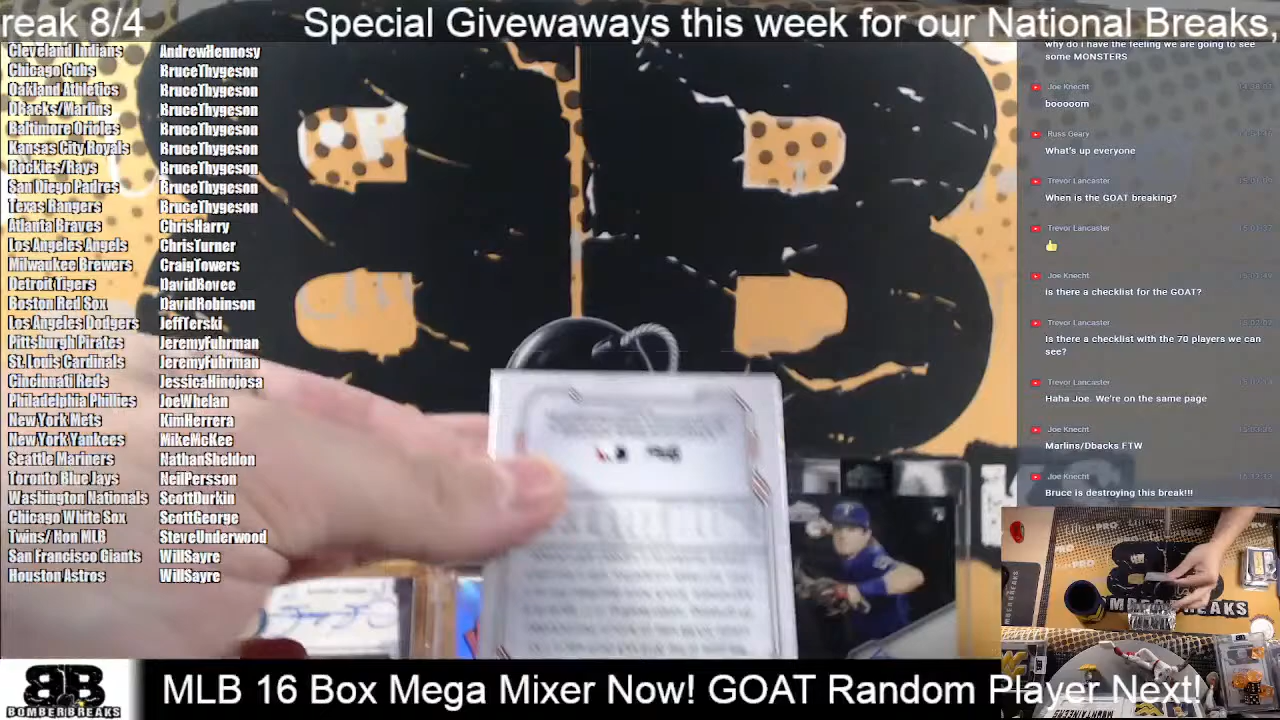 reak 8/4 Special Givewaways this week for our National Breaks,
Cleveland Indians AndrewHennosy
Chicago Cubs BruceThygeson
Oakland Athletics BruceThygeson
DBacks/Marlins BruceThygeson
Baltimore Orioles BruceThygeson
Kansas City Royals BruceThygeson
Rockies/Rays BruceThygeson
San Diego Padres BruceThygeson
Texas Rangers BruceThygeson
Atlanta Braves ChrisHarry
Los Angeles Angels ChrisTurner
Milwaukee Brewers CraigTowers
Detroit Tigers DavidBovee
Boston Red Sox DavidRobinson
Los Angeles Dodgers JeffTerski
Pittsburgh Pirates JeremyFuhrman
St. Louis Cardinals JeremyFuhrman
Cincinnati Reds JessicaHinojosa
Philadelphia Phillies JoeWhelan
New York Mets KimHerrera
New York Yankees MikeMcKee
Seattle Mariners NathanSheldon
Toronto Blue Jays NeilPersson
Washington Nationals ScottDurkin
Chicago White Sox ScottGeorge
Twins/ Non MLB SteveUnderwood
San Francisco Giants WillSayre
Houston Astros WillSayre
why do i have the feeling we are going to see
some MONSTERS
Joe Knecht
booooom
Russ Geary
What's up everyone
Trevor Lancaster
When is the GOAT breaking?
Trevor Lancaster
👍
Joe Knecht
is there a checklist for the GOAT?
Trevor Lancaster
Is there a checklist with the 70 players we can
see?
Trevor Lancaster
Haha Joe. We're on the same page
Joe Knecht
Marlins/Dbacks FTW
Joe Knecht
Bruce is destroying this break!!!
MBERBREAKS
BB
BOMBERBREAKS
MLB 16 Box Mega Mixer Now! GOAT Random Player Next!